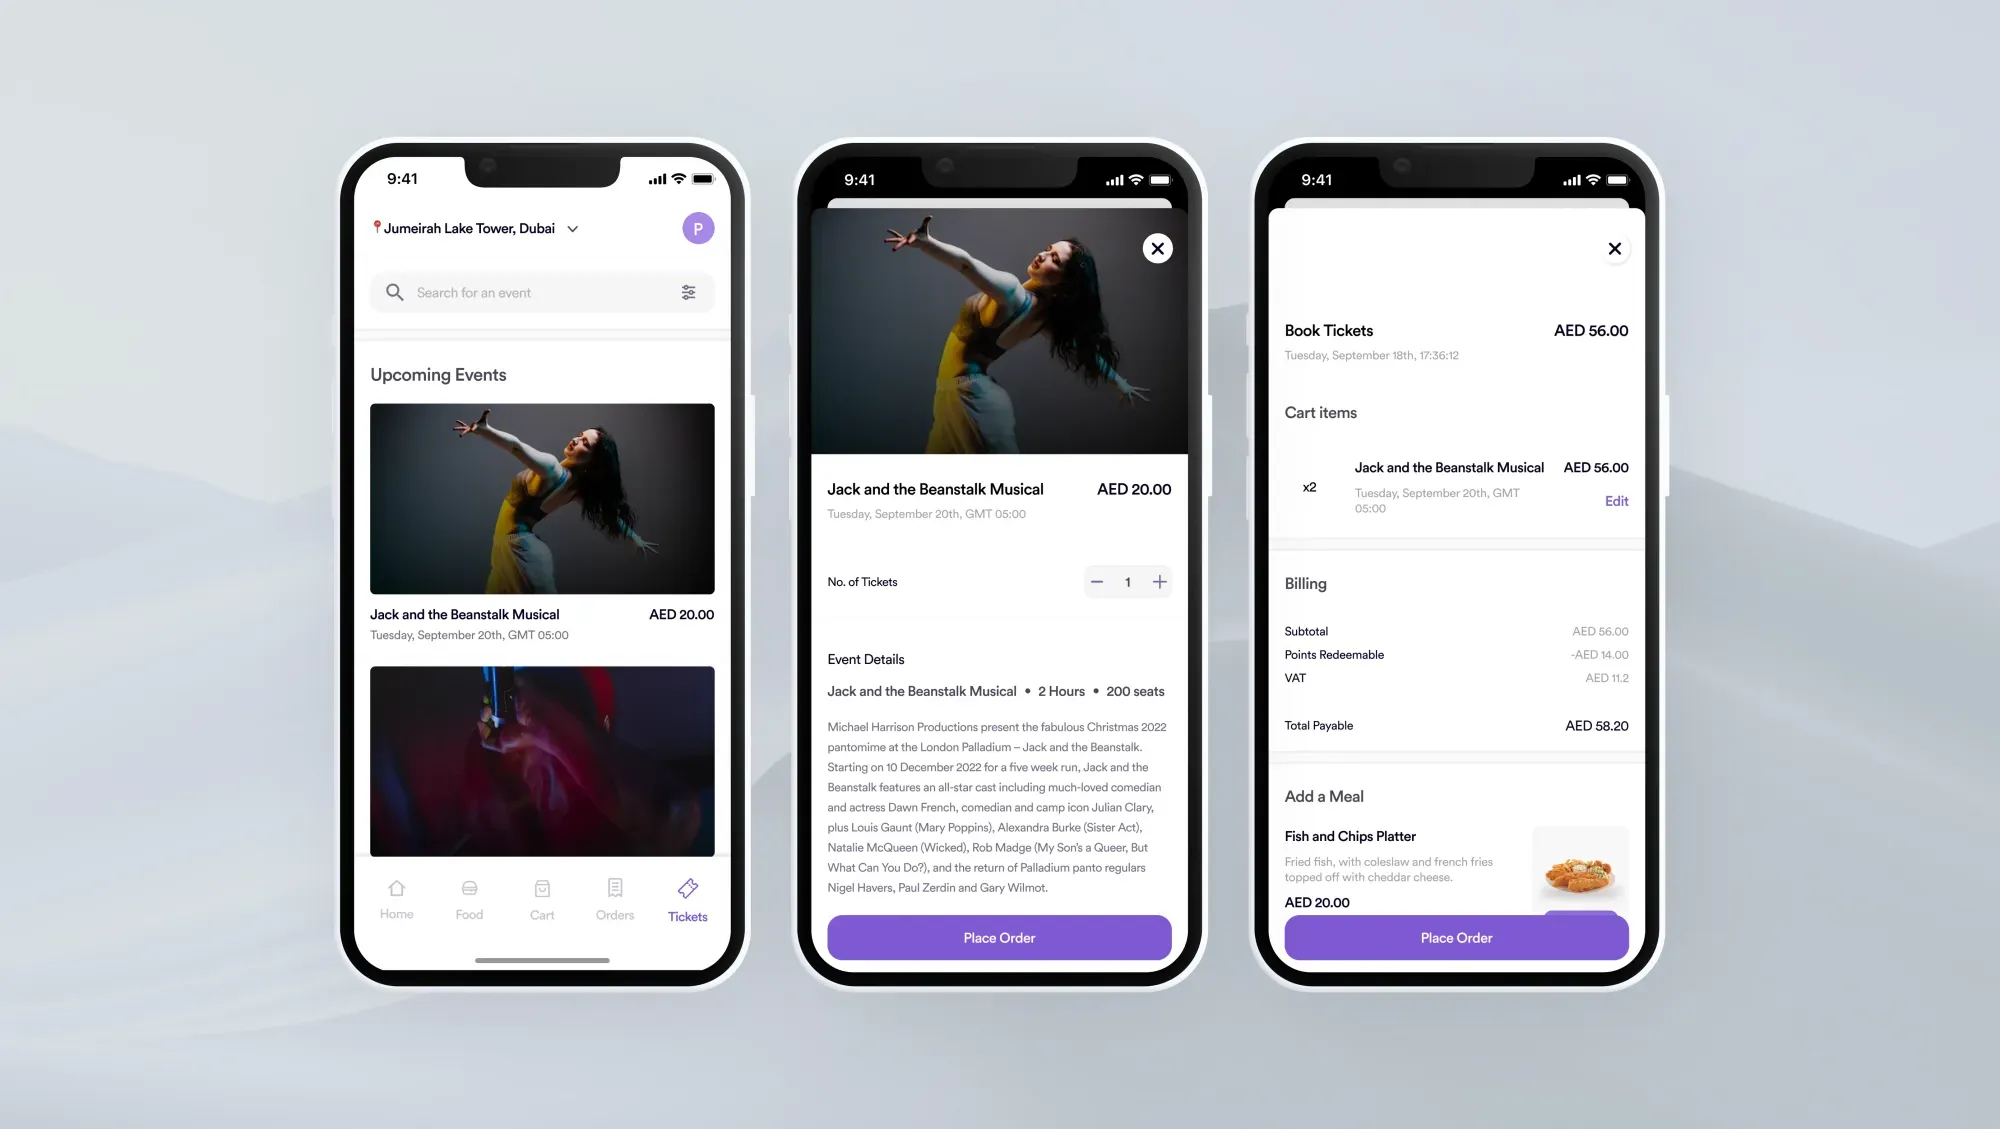 9:41
Jumeirah Lake Tower, Dubai
P
Search for an event
Upcoming Events
Jack and the Beanstalk Musical AED 20.00
Tuesday, September 20th, GMT 05:00
Home Food Cart Orders Tickets
9:41
Jack and the Beanstalk Musical AED 20.00
Tuesday, September 20th, GMT 05:00
No. of Tickets 1
Event Details
Jack and the Beanstalk Musical • 2 Hours • 200 seats
Michael Harrison Productions present the fabulous Christmas 2022
pantomime at the London Palladium – Jack and the Beanstalk.
Starting on 10 December 2022 for a five week run, Jack and the
Beanstalk features an all-star cast including much-loved comedian
and actress Dawn French, comedian and camp icon Julian Clary,
plus Louis Gaunt (Mary Poppins), Alexandra Burke (Sister Act),
Natalie McQueen (Wicked), Rob Madge (My Son’s a Queer, But
What Can You Do?), and the return of Palladium panto regulars
Nigel Havers, Paul Zerdin and Gary Wilmot.
Place Order
9:41
Book Tickets AED 56.00
Tuesday, September 18th, 17:36:12
Cart items
x2 Jack and the Beanstalk Musical AED 56.00
Tuesday, September 20th, GMT
05:00
Edit
Billing
Subtotal AED 56.00
Points Redeemable -AED 14.00
VAT AED 11.2
Total Payable AED 58.20
Add a Meal
Fish and Chips Platter
Fried fish, with coleslaw and french fries
topped off with cheddar cheese.
AED 20.00
Place Order